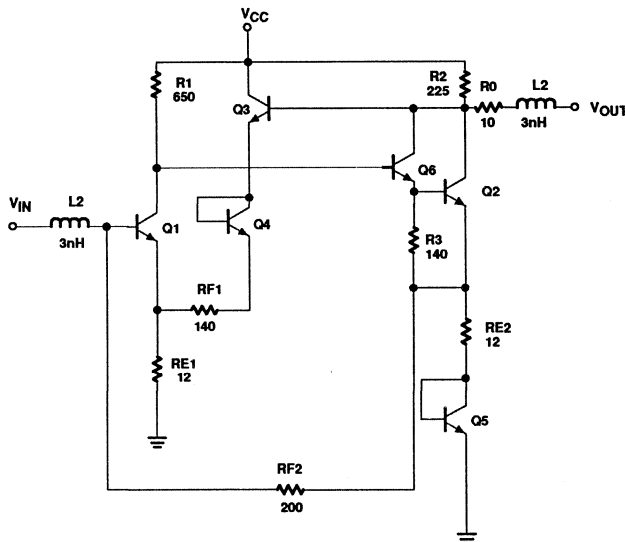 VCC
R1
650
R2
225
R0
10
L2
3nH
VOUT
Q3
Q6
Q2
VIN
L2
3nH
Q1
Q4
R3
140
RF1
140
RE1
12
RE2
12
Q5
RF2
200